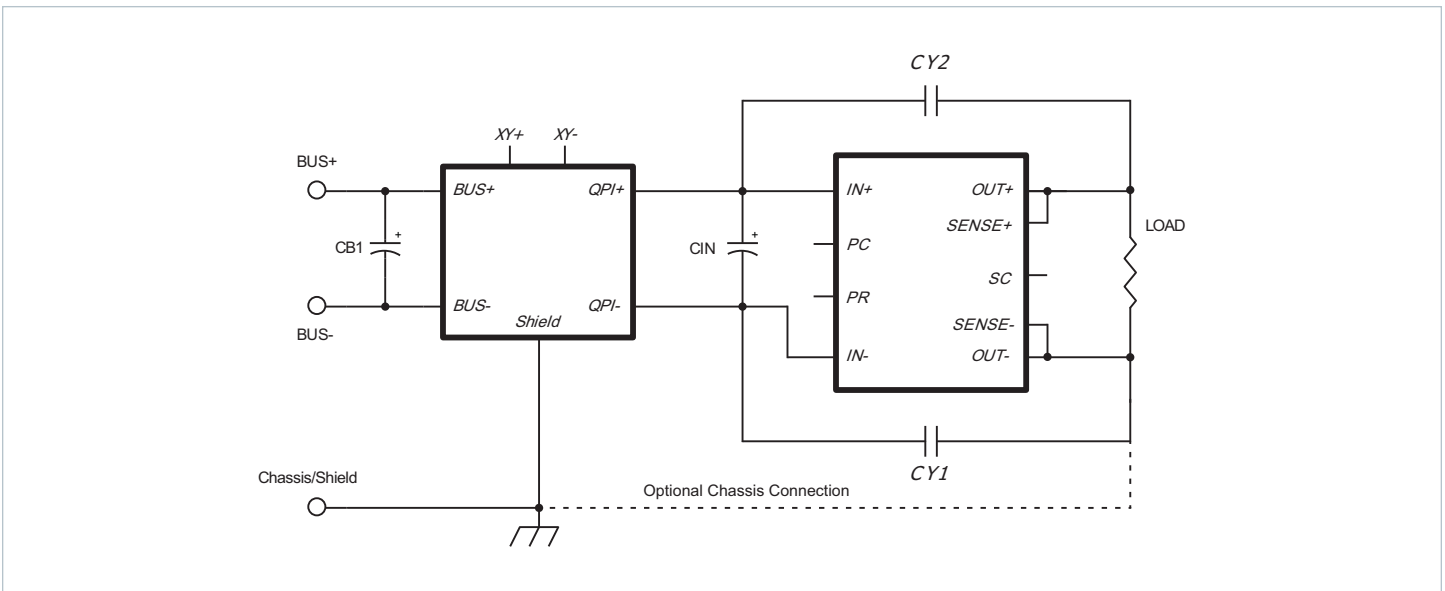 CY2
XY+ XY-
BUS+
BUS+ QPI+
IN+ OUT+
SENSE+
LOAD
CB1 +
CIN +
PC
SC
PR
BUS- QPI-
Shield
BUS-
SENSE-
IN- OUT-
CY1
Chassis/Shield
Optional Chassis Connection